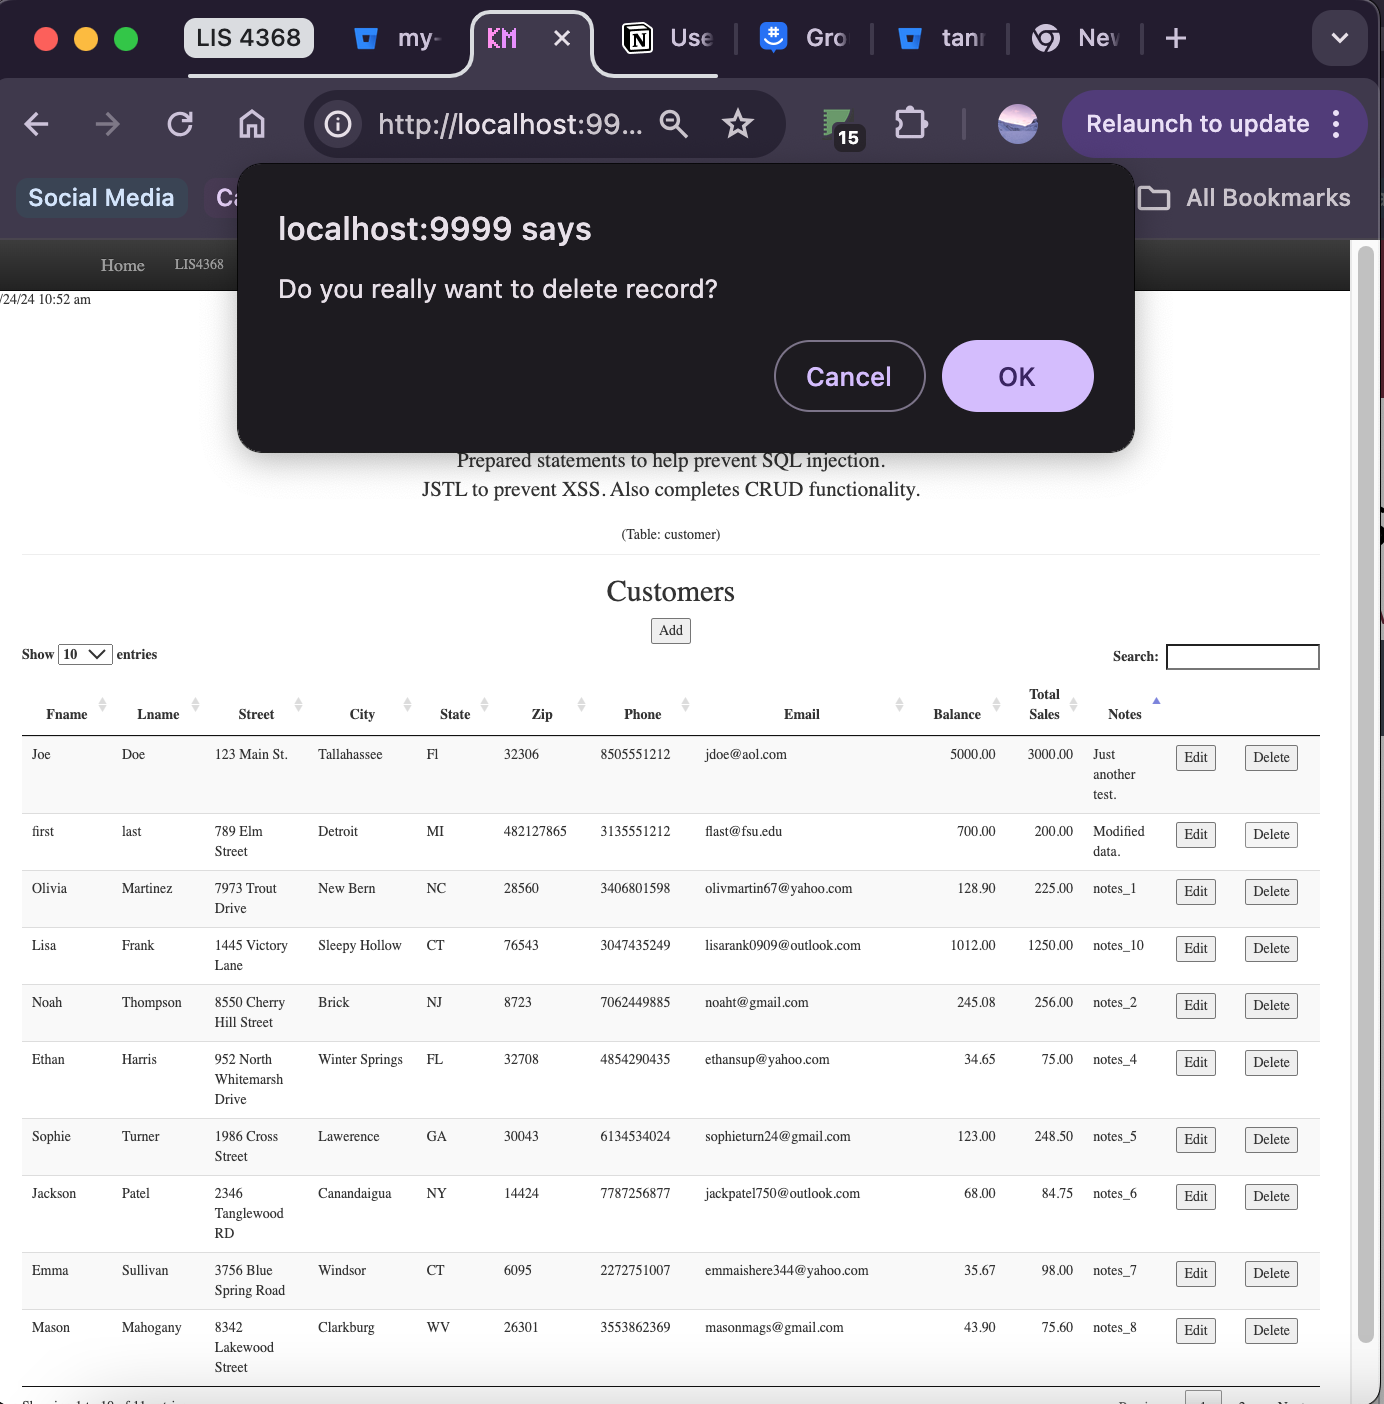 LIS 4368
my-
KM
Use
Gro
tanr
New
http://localhost:99...
15
Relaunch to update
Social Media
Ca
All Bookmarks
localhost:9999 says
Do you really want to delete record?
Cancel
OK
Home
LIS4368
/24/24 10:52 am
Prepared statements to help prevent SQL injection.
JSTL to prevent XSS. Also completes CRUD functionality.
(Table: customer)
Customers
Add
Show 10 entries
Search:
Fname Lname Street City State Zip Phone Email Balance Total Sales Notes
Joe Doe 123 Main St. Tallahassee Fl 32306 8505551212 jdoe@aol.com 5000.00 3000.00 Just another test. Edit Delete
first last 789 Elm Street Detroit MI 482127865 3135551212 flast@fsu.edu 700.00 200.00 Modified data. Edit Delete
Olivia Martinez 7973 Trout Drive New Bern NC 28560 3406801598 olivmartin67@yahoo.com 128.90 225.00 notes_1 Edit Delete
Lisa Frank 1445 Victory Lane Sleepy Hollow CT 76543 3047435249 lisarank0909@outlook.com 1012.00 1250.00 notes_10 Edit Delete
Noah Thompson 8550 Cherry Hill Street Brick NJ 8723 7062449885 noaht@gmail.com 245.08 256.00 notes_2 Edit Delete
Ethan Harris 952 North Whitemarsh Drive Winter Springs FL 32708 4854290435 ethansup@yahoo.com 34.65 75.00 notes_4 Edit Delete
Sophie Turner 1986 Cross Street Lawerence GA 30043 6134534024 sophieturn24@gmail.com 123.00 248.50 notes_5 Edit Delete
Jackson Patel 2346 Tanglewood RD Canandaigua NY 14424 7787256877 jackpatel750@outlook.com 68.00 84.75 notes_6 Edit Delete
Emma Sullivan 3756 Blue Spring Road Windsor CT 6095 2272751007 emmaishere344@yahoo.com 35.67 98.00 notes_7 Edit Delete
Mason Mahogany 8342 Lakewood Street Clarkburg WV 26301 3553862369 masonmags@gmail.com 43.90 75.60 notes_8 Edit Delete